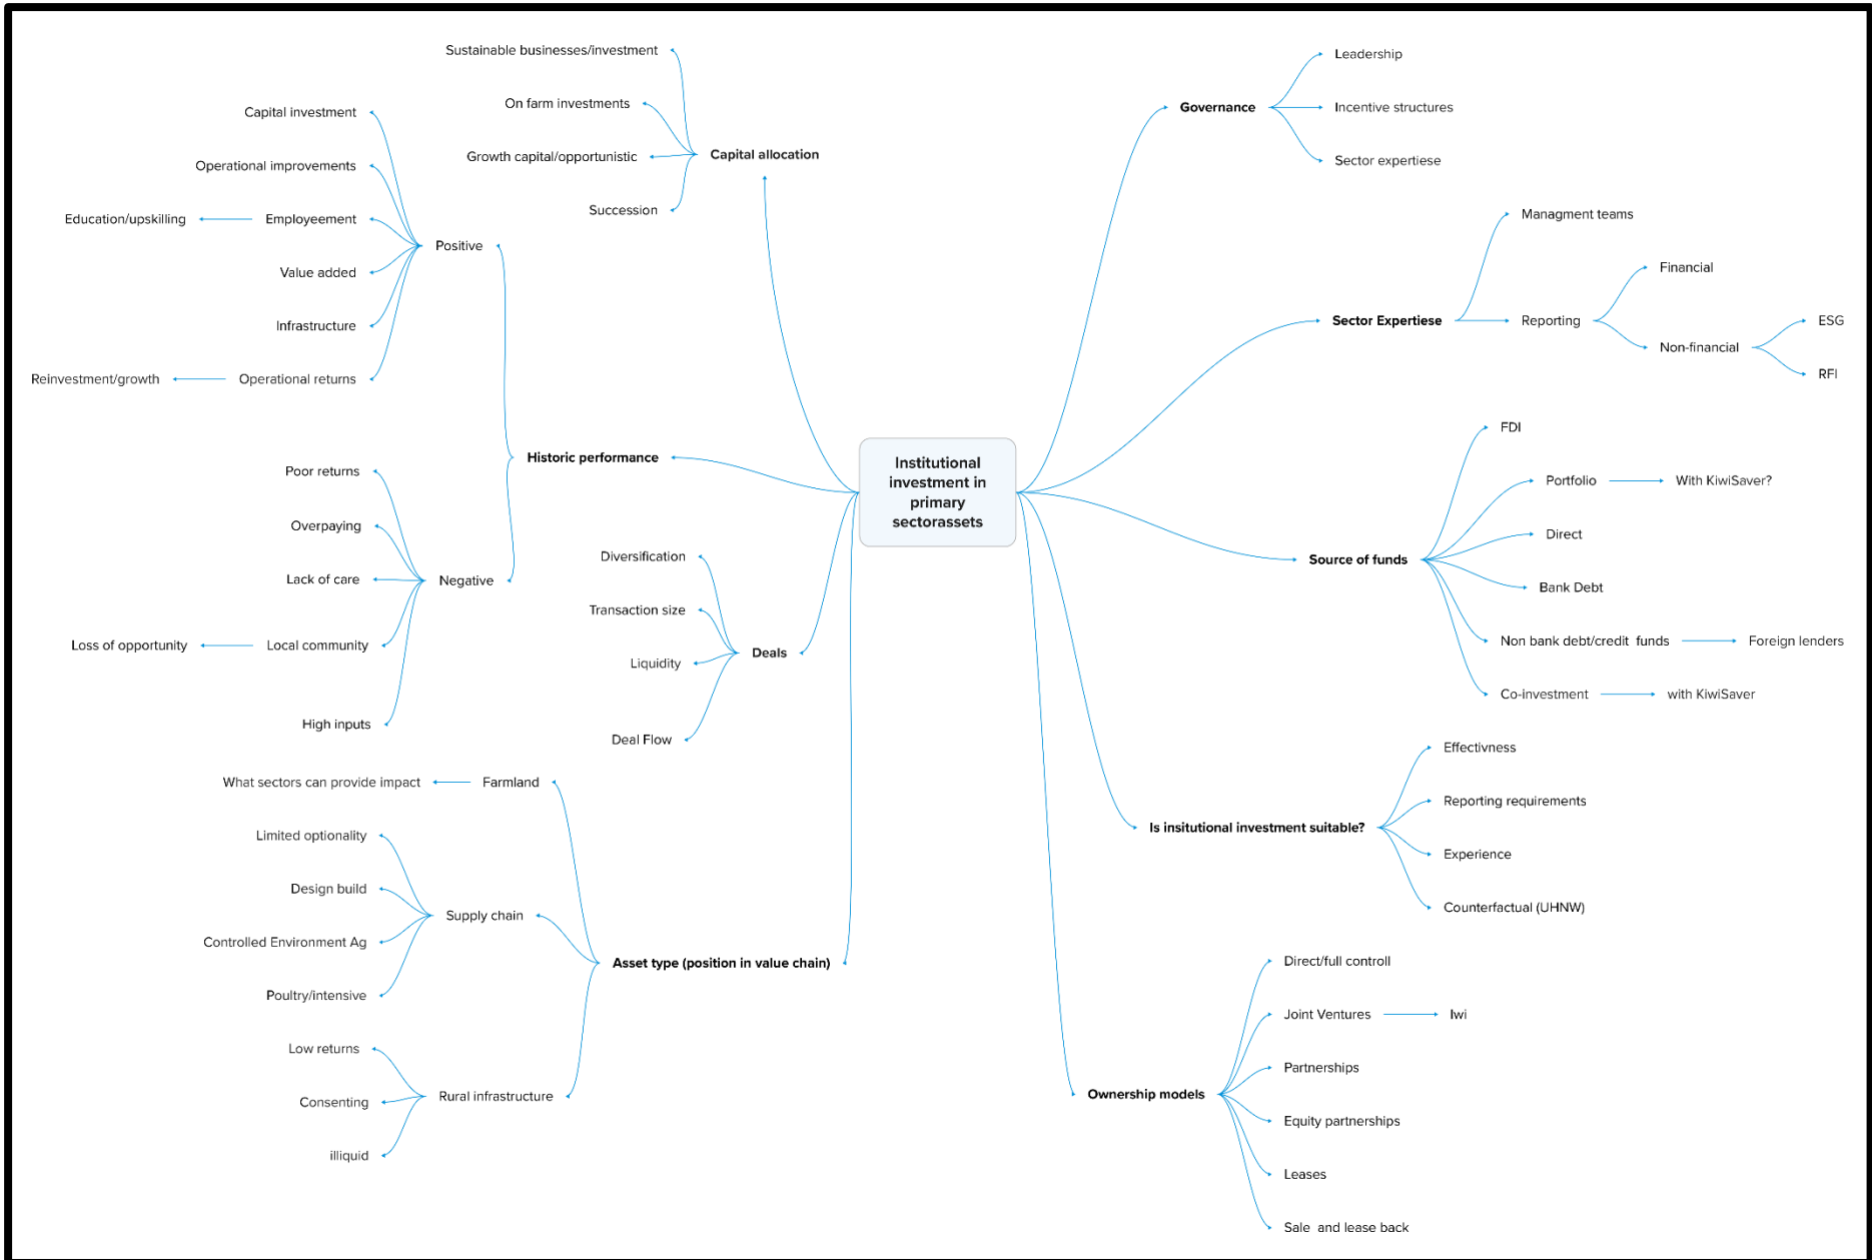 Institutional
investment in
primary
sectorassets
Capital allocation
Sustainable businesses/investment
On farm investments
Growth capital/opportunistic
Succession
Historic performance
Positive
Capital investment
Operational improvements
Employeement
Education/upskilling
Value added
Infrastructure
Operational returns
Reinvestment/growth
Negative
Poor returns
Overpaying
Lack of care
Local community
Loss of opportunity
High inputs
Deals
Diversification
Transaction size
Liquidity
Deal Flow
Asset type (position in value chain)
Farmland
What sectors can provide impact
Supply chain
Limited optionality
Design build
Controlled Environment Ag
Poultry/intensive
Rural infrastructure
Low returns
Consenting
illiquid
Governance
Leadership
Incentive structures
Sector expertiese
Sector Expertiese
Managment teams
Reporting
Financial
Non-financial
ESG
RFI
Source of funds
FDI
Portfolio
With KiwiSaver?
Direct
Bank Debt
Non bank debt/credit funds
Foreign lenders
Co-investment
with KiwiSaver
Is insitutional investment suitable?
Effectivness
Reporting requirements
Experience
Counterfactual (UHNW)
Ownership models
Direct/full controll
Joint Ventures
Iwi
Partnerships
Equity partnerships
Leases
Sale and lease back